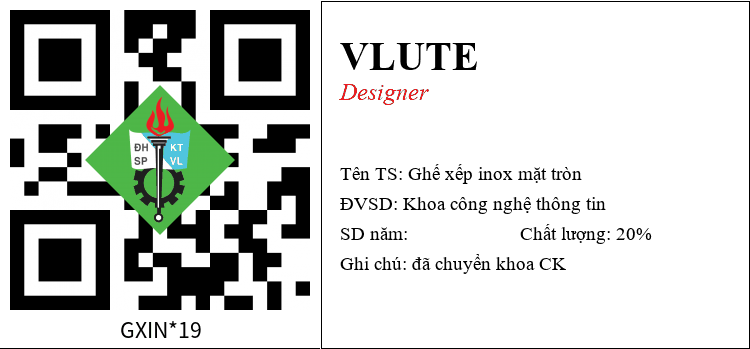 ĐH KT
SP VL
GXIN*19
VLUTE
Designer
Tên TS: Ghế xếp inox mặt tròn
ĐVSD: Khoa công nghệ thông tin
SD năm: Chất lượng: 20%
Ghi chú: đã chuyển khoa CK